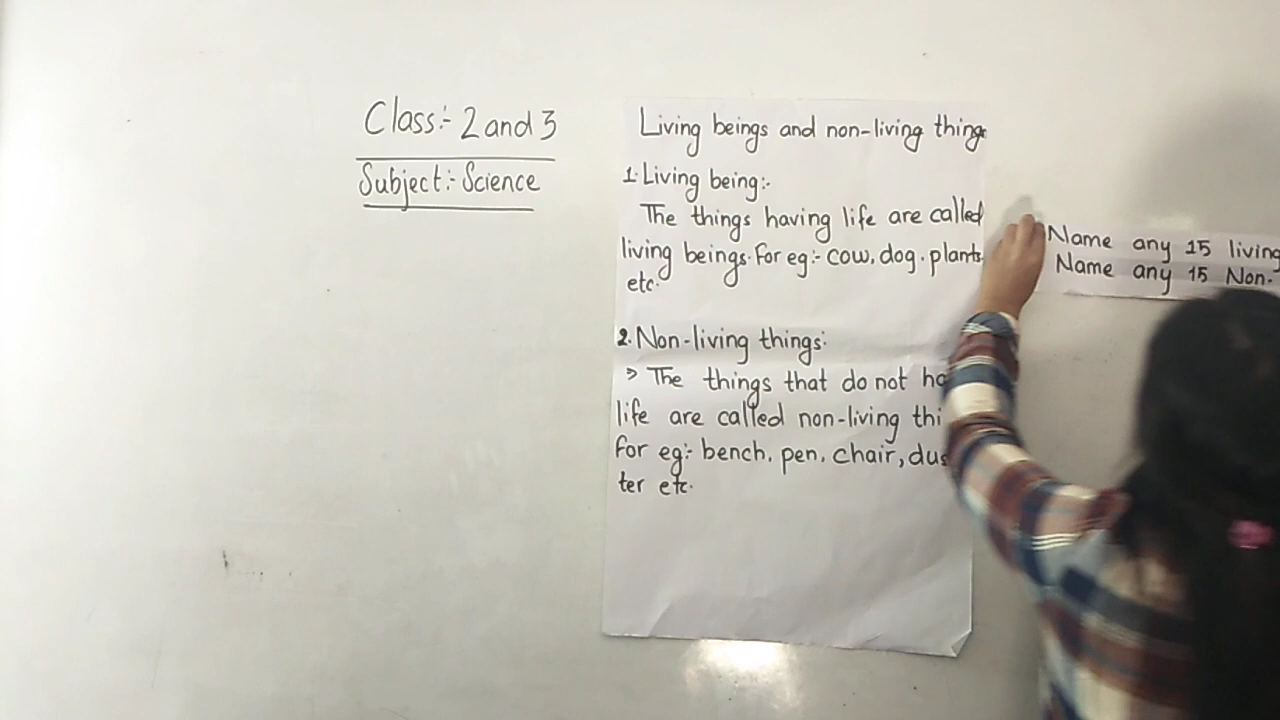 Class:- 2 and 3
Subject:- Science
Living beings and non-living things
1. Living being:-
The things having life are called
living beings. For eg:- cow, dog, plants
etc.
2. Non-living things:
> The things that do not ha
life are called non-living thi
for eg:- bench, pen, chair, dus
ter etc.
Name any 15 living
Name any 15 Non-